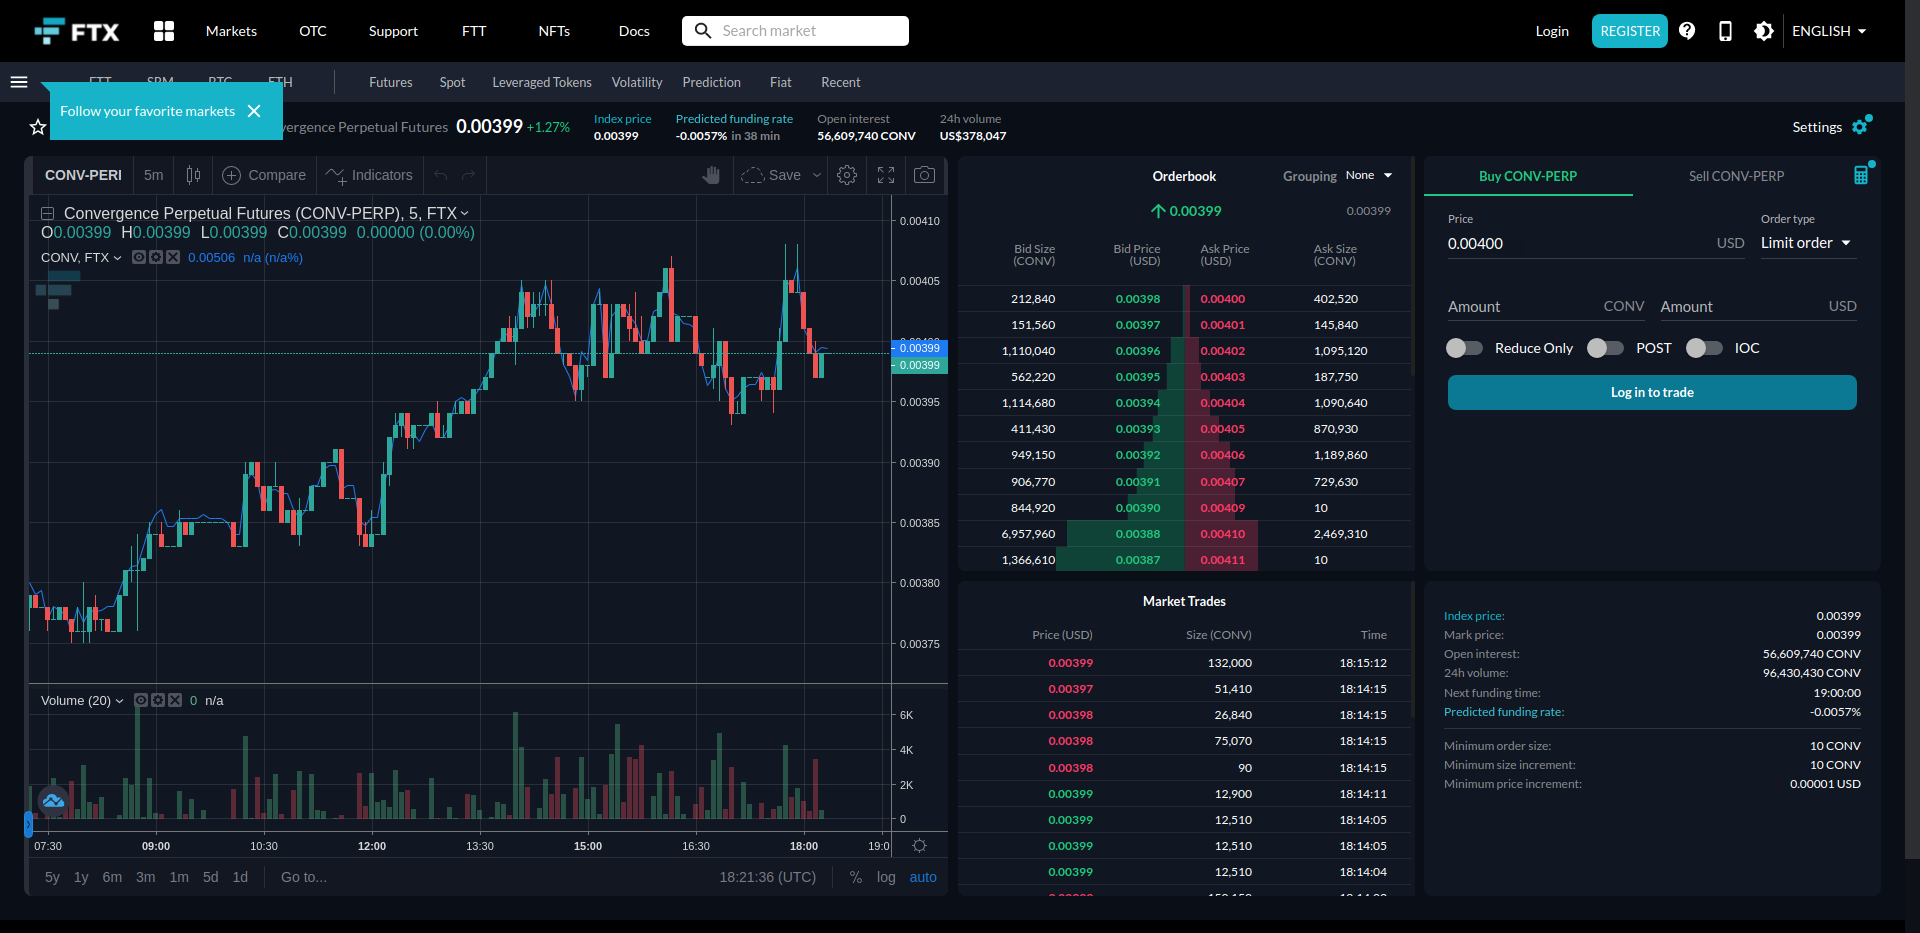 FTX
Markets
OTC
Support
FTT
NFTs
Docs
Search market
Login
REGISTER
ENGLISH
FTT
SRM
BTC
ETH
Futures
Spot
Leveraged Tokens
Volatility
Prediction
Fiat
Recent
Follow your favorite markets
Perpetual Futures
0.00399 +1.27%
Index price
0.00399
Predicted funding rate
-0.0057% in 38 min
Open interest
56,609,740 CONV
24h volume
US$378,047
Settings
CONV-PERI
5m
Compare
Indicators
Save
Convergence Perpetual Futures (CONV-PERP), 5, FTX
O0.00399 H0.00399 L0.00399 C0.00399 0.00000 (0.00%)
CONV, FTX 0.00506 n/a (n/a%)
0.00410
0.00405
0.00399
0.00399
0.00395
0.00390
0.00385
0.00380
0.00375
Volume (20) 0 n/a
6K
4K
2K
0
07:30 09:00 10:30 12:00 13:30 15:00 16:30 18:00 19:0
5y 1y 6m 3m 1m 5d 1d Go to... 18:21:36 (UTC) % log auto
Orderbook
Grouping None
0.00399
0.00399
Bid Size (CONV)
Bid Price (USD)
Ask Price (USD)
Ask Size (CONV)
212,840 0.00398 0.00400 402,520
151,560 0.00397 0.00401 145,840
1,110,040 0.00396 0.00402 1,095,120
562,220 0.00395 0.00403 187,750
1,114,680 0.00394 0.00404 1,090,640
411,430 0.00393 0.00405 870,930
949,150 0.00392 0.00406 1,189,860
906,770 0.00391 0.00407 729,630
844,920 0.00390 0.00409 10
6,957,960 0.00388 0.00410 2,469,310
1,366,610 0.00387 0.00411 10
Market Trades
Price (USD) Size (CONV) Time
0.00399 132,000 18:15:12
0.00397 51,410 18:14:15
0.00398 26,840 18:14:15
0.00398 75,070 18:14:15
0.00398 90 18:14:15
0.00399 12,900 18:14:11
0.00399 12,510 18:14:05
0.00399 12,510 18:14:05
0.00399 12,510 18:14:04
Buy CONV-PERP
Sell CONV-PERP
Price
0.00400 USD
Order type
Limit order
Amount CONV
Amount USD
Reduce Only
POST
IOC
Log in to trade
Index price: 0.00399
Mark price: 0.00399
Open interest: 56,609,740 CONV
24h volume: 96,430,430 CONV
Next funding time: 19:00:00
Predicted funding rate: -0.0057%
Minimum order size: 10 CONV
Minimum size increment: 10 CONV
Minimum price increment: 0.00001 USD